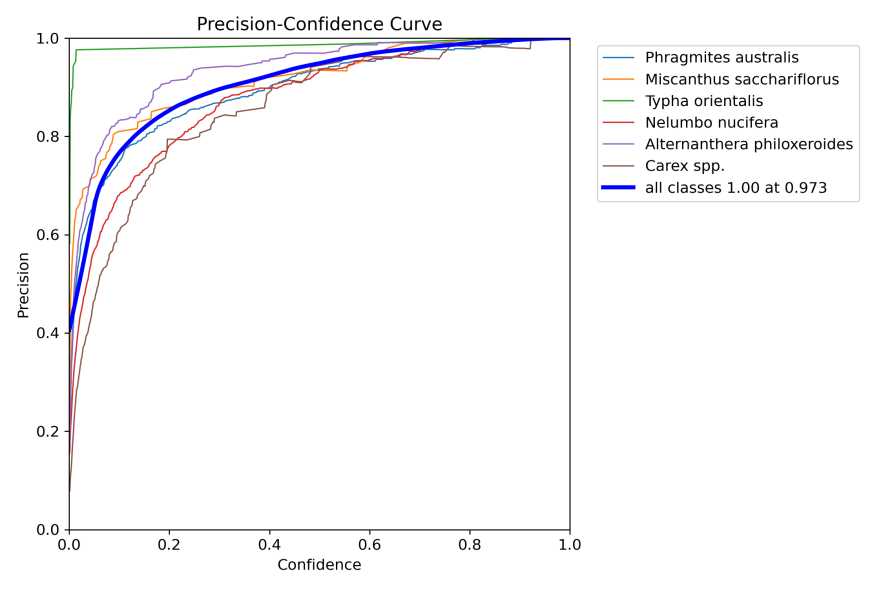 Precision-Confidence Curve
1.0
0.8
0.6
0.4
0.2
0.0
Precision
0.0 0.2 0.4 0.6 0.8 1.0
Confidence
Phragmites australis
Miscanthus sacchariflorus
Typha orientalis
Nelumbo nucifera
Alternanthera philoxeroides
Carex spp.
all classes 1.00 at 0.973